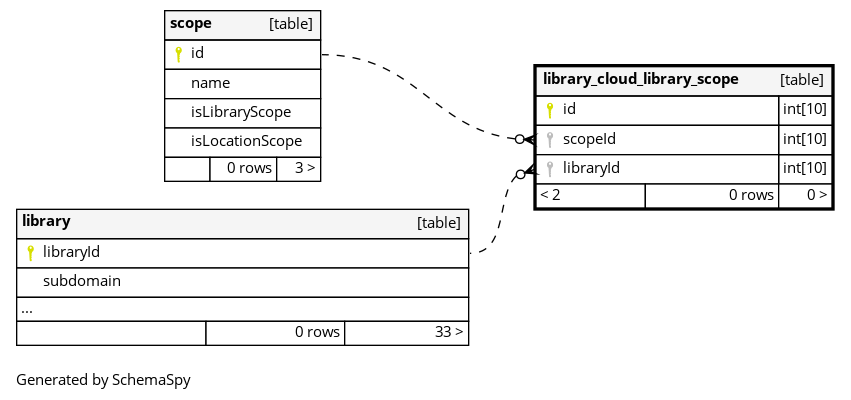 scope [table]
id
name
isLibraryScope
isLocationScope
0 rows 3 >
library_cloud_library_scope [table]
id int[10]
scopeId int[10]
libraryId int[10]
< 2 0 rows 0 >
library [table]
libraryId
subdomain
...
0 rows 33 >
Generated by SchemaSpy